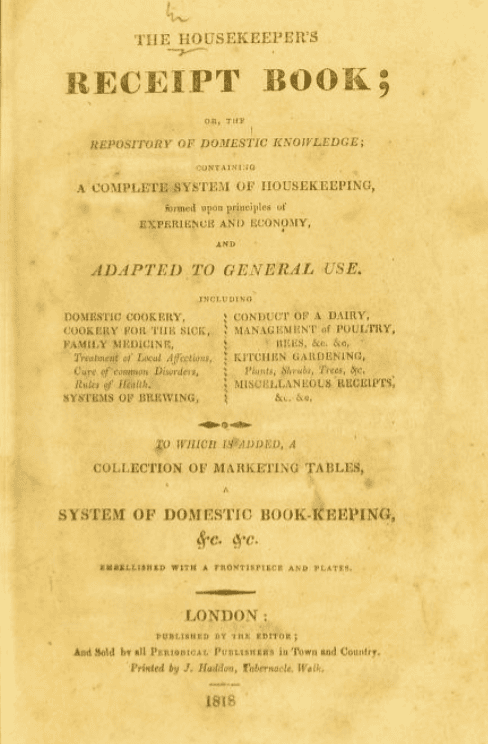 THE HOUSEKEEPER'S
RECEIPT BOOK;
OR, THE
REPOSITORY OF DOMESTIC KNOWLEDGE;
CONTAINING
A COMPLETE SYSTEM OF HOUSEKEEPING,
formed upon principles of
EXPERIENCE AND ECONOMY,
AND
ADAPTED TO GENERAL USE.
INCLUDING
DOMESTIC COOKERY,
COOKERY FOR THE SICK,
FAMILY MEDICINE,
Treatment of Local Affections,
Cure of common Disorders,
Rules of Health.
SYSTEMS OF BREWING,
CONDUCT OF A DAIRY,
MANAGEMENT of POULTRY,
BEES, &c. &c,
KITCHEN GARDENING,
Plants, Shrubs, Trees, &c.
MISCELLANEOUS RECEIPTS,
&c. &c.
TO WHICH IS ADDED, A
COLLECTION OF MARKETING TABLES,
A
SYSTEM OF DOMESTIC BOOK-KEEPING,
&c. &c.
EMBELLISHED WITH A FRONTISPIECE AND PLATES.
LONDON:
PUBLISHED BY THE EDITOR;
And Sold by all PERIODICAL PUBLISHERS in Town and Country.
Printed by J. Haddon, Tabernacle Walk.
1818